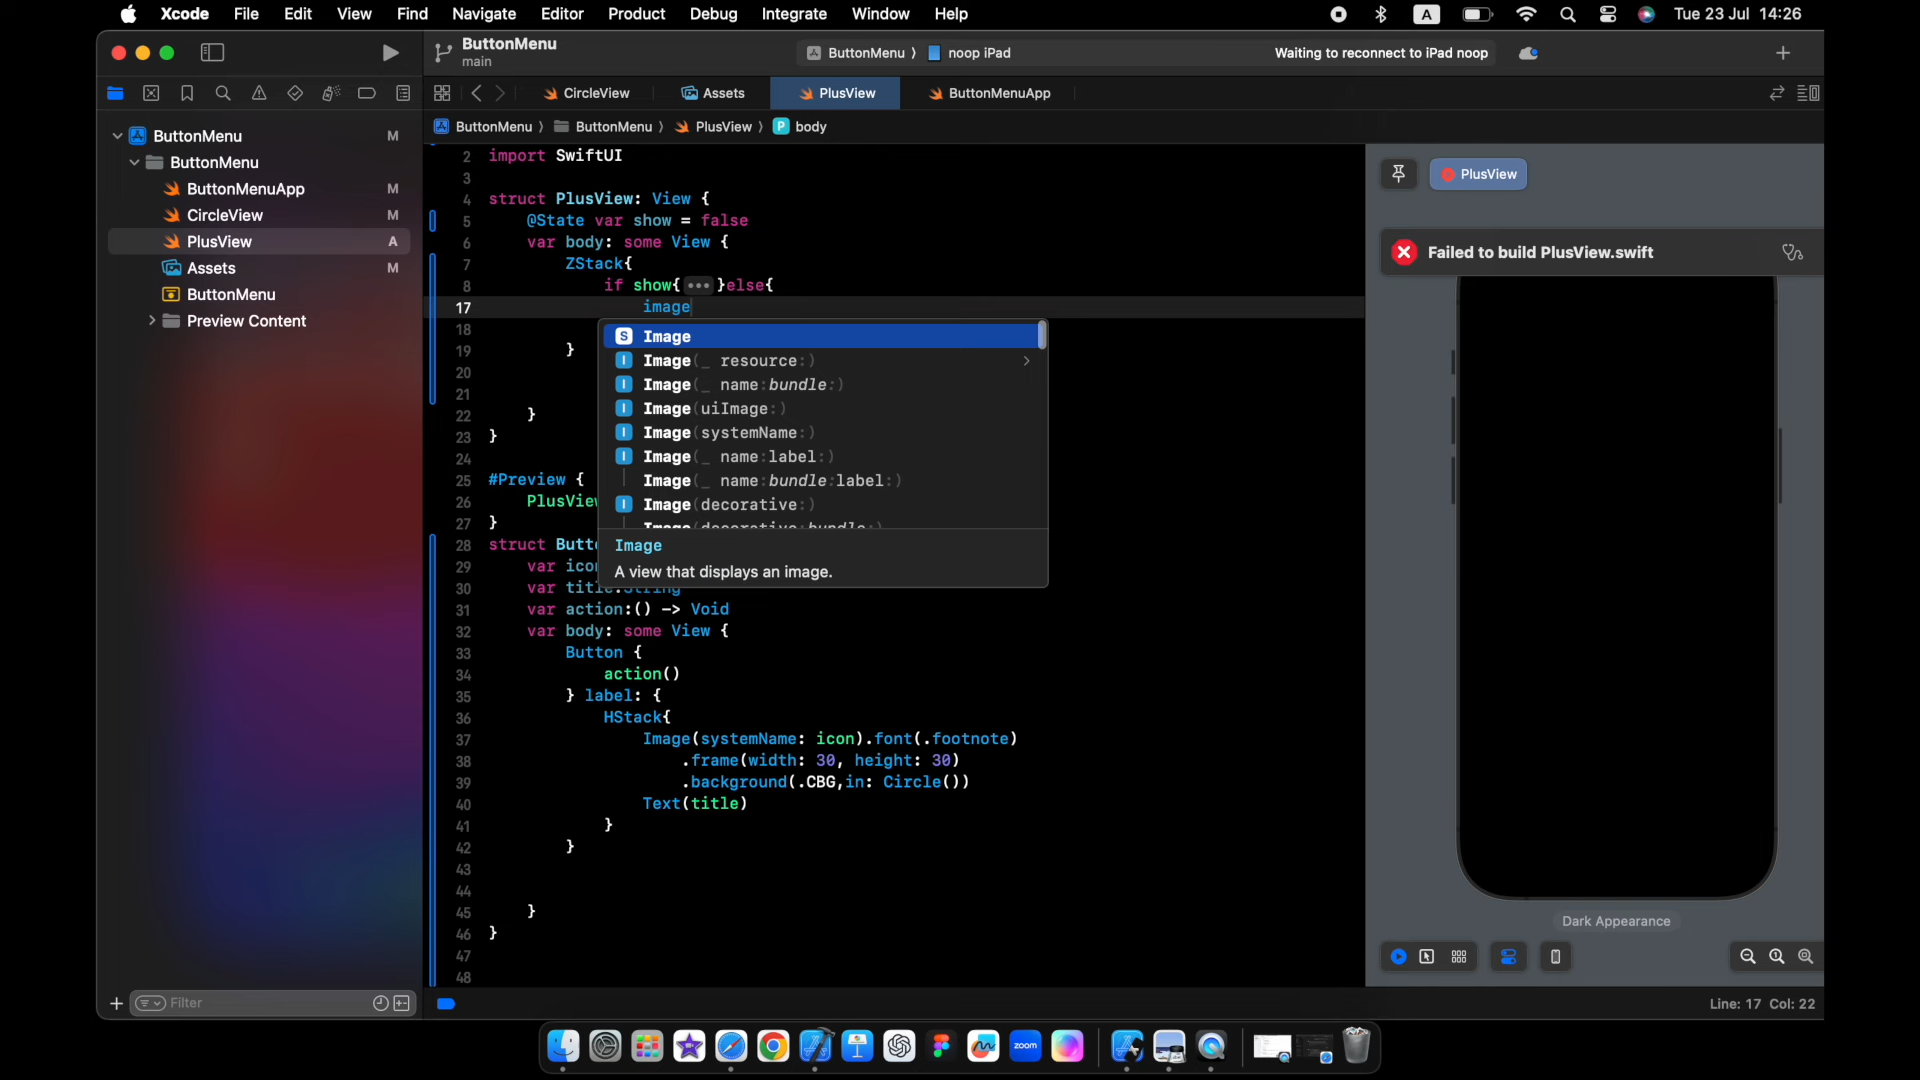 Xcode File Edit View Find Navigate Editor Product Debug Integrate Window Help A Tue 23 Jul 14:26
ButtonMenu
main
ButtonMenu 〉 noop iPad Waiting to reconnect to iPad noop
CircleView Assets PlusView ButtonMenuApp
ButtonMenu 〉 ButtonMenu 〉 PlusView 〉 P body
ButtonMenu M
ButtonMenu
ButtonMenuApp M
CircleView M
PlusView A
Assets M
ButtonMenu
Preview Content
Filter
2 import SwiftUI
3
4 struct PlusView: View {
5 @State var show = false
6 var body: some View {
7 ZStack{
8 if show{ ••• }else{
17 image
18
19 }
20
21
22 }
23 }
24
25 #Preview {
26 PlusView
27 }
28 struct Butt
29 var icon
30 var title:String
31 var action:() -> Void
32 var body: some View {
33 Button {
34 action()
35 } label: {
36 HStack{
37 Image(systemName: icon).font(.footnote)
38 .frame(width: 30, height: 30)
39 .background(.CBG,in: Circle())
40 Text(title)
41 }
42 }
43
44
45 }
46 }
47
48
S Image
I Image(_ resource:)
I Image(_ name:bundle:)
I Image(uiImage:)
I Image(systemName:)
I Image(_ name:label:)
Image(_ name:bundle:label:)
I Image(decorative:)
Image(decorative:bundle:)
Image
A view that displays an image.
PlusView
Failed to build PlusView.swift
Dark Appearance
Line: 17 Col: 22
zoom